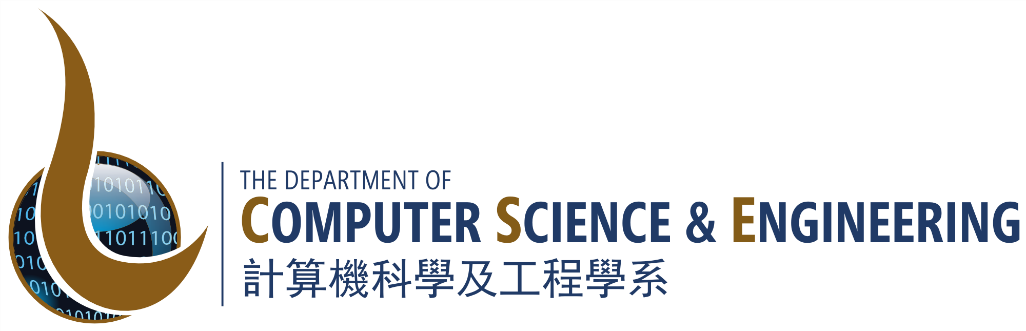 THE DEPARTMENT OF
COMPUTER SCIENCE & ENGINEERING
計算機科學及工程學系